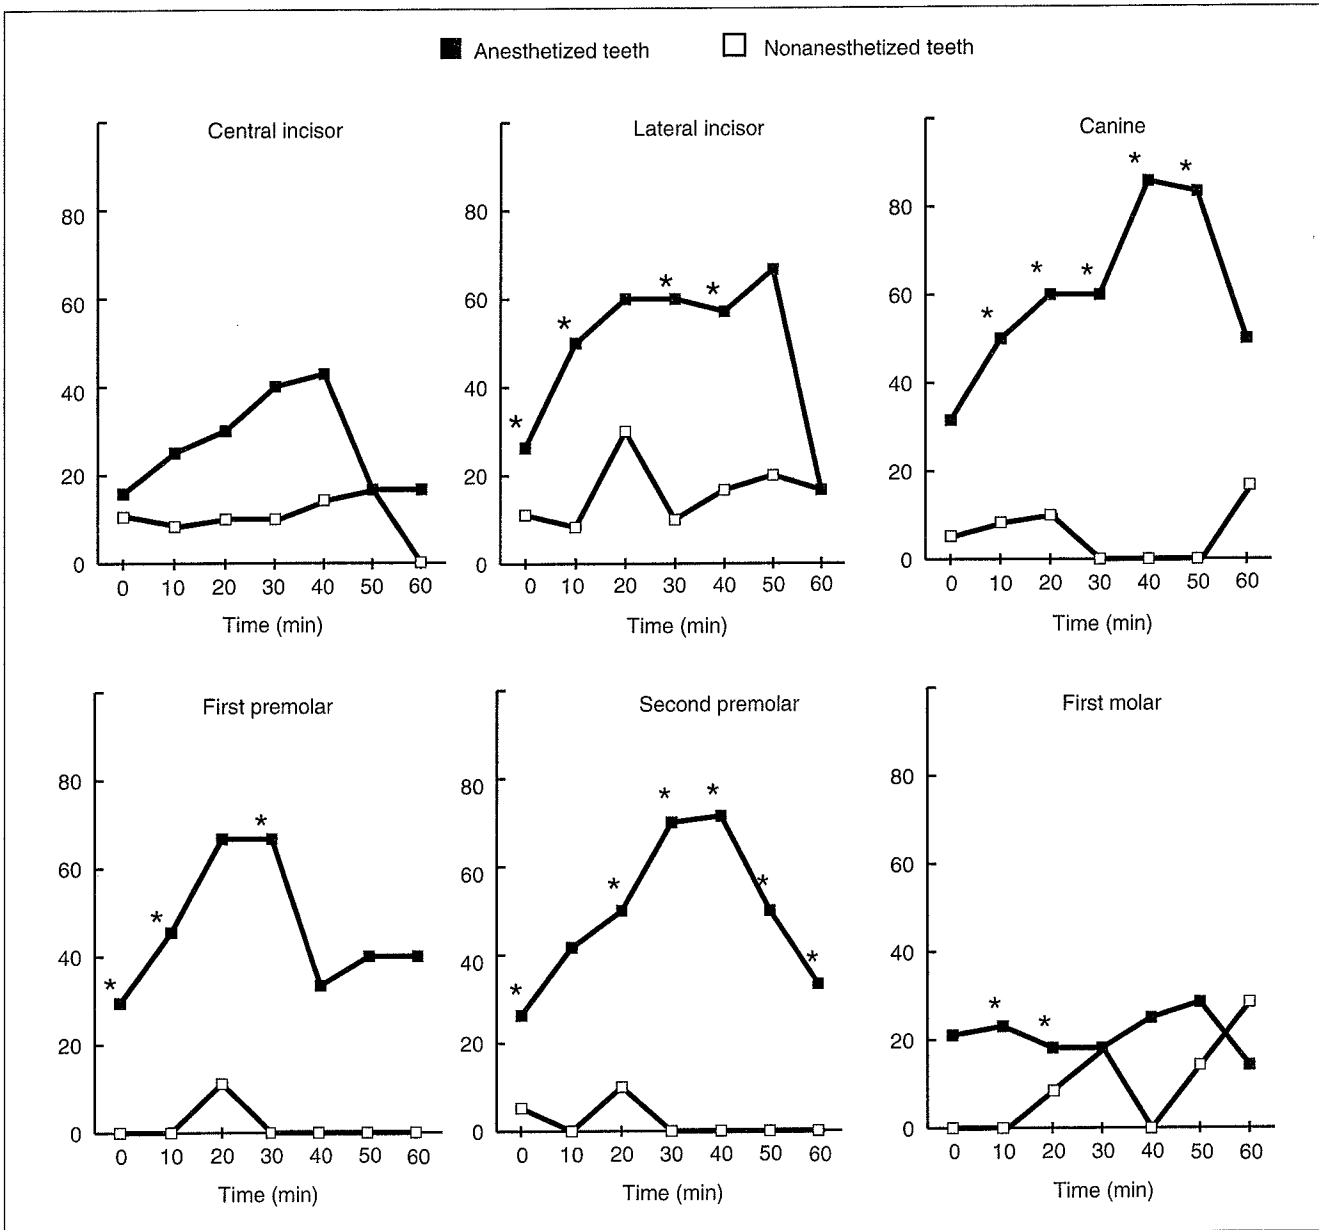 Anesthetized teeth Nonanesthetized teeth
Central incisor
80
60
40
20
0
0 10 20 30 40 50 60
Time (min)
Lateral incisor
*
*
*
*
80
60
40
20
0
0 10 20 30 40 50 60
Time (min)
Canine
*
*
*
*
*
80
60
40
20
0
0 10 20 30 40 50 60
Time (min)
First premolar
*
*
*
80
60
40
20
0
0 10 20 30 40 50 60
Time (min)
Second premolar
*
*
*
*
*
*
80
60
40
20
0
0 10 20 30 40 50 60
Time (min)
First molar
*
*
80
60
40
20
0
0 10 20 30 40 50 60
Time (min)